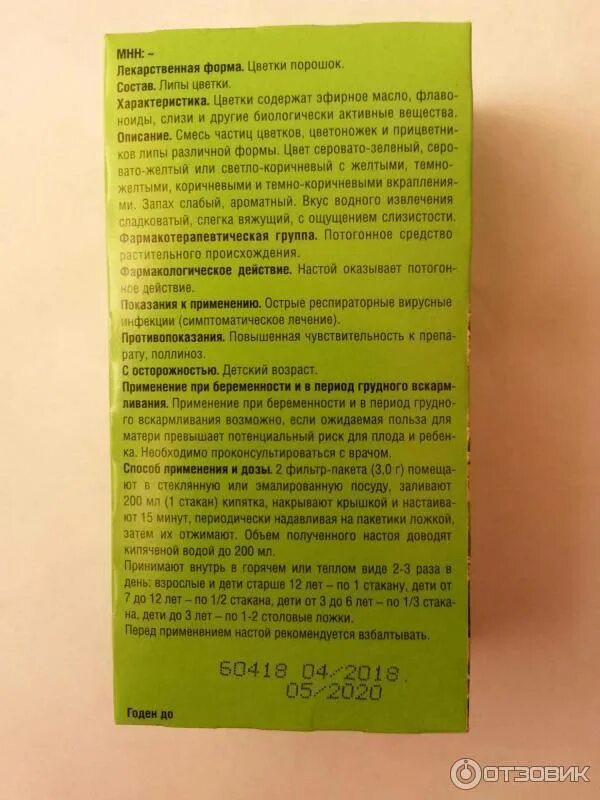 МНН: –
Лекарственная форма. Цветки порошок.
Состав. Липы цветки.
Характеристика. Цветки содержат эфирное масло, флаво-
ноиды, слизи и другие биологически активные вещества.
Описание. Смесь частиц цветков, цветоножек и прицветни-
ков липы различной формы. Цвет серовато-зеленый, серо-
вато-желтый или светло-коричневый с желтыми, темно-
желтыми, коричневыми и темно-коричневыми вкрапления-
ми. Запах слабый, ароматный. Вкус водного извлечения
сладковатый, слегка вяжущий, с ощущением слизистости.
Фармакотерапевтическая группа. Потогонное средство
растительного происхождения.
Фармакологическое действие. Настой оказывает потогон-
ное действие.
Показания к применению. Острые респираторные вирусные
инфекции (симптоматическое лечение).
Противопоказания. Повышенная чувствительность к препа-
рату, поллиноз.
С осторожностью. Детский возраст.
Применение при беременности и в период грудного вскарм-
ливания. Применение при беременности и в период грудно-
го вскармливания возможно, если ожидаемая польза для
матери превышает потенциальный риск для плода и ребен-
ка. Необходимо проконсультироваться с врачом.
Способ применения и дозы. 2 фильтр-пакета (3,0 г) помеща-
ют в стеклянную или эмалированную посуду, заливают
200 мл (1 стакан) кипятка, накрывают крышкой и настаива-
ют 15 минут, периодически надавливая на пакетики ложкой,
затем их отжимают. Объем полученного настоя доводят
кипяченой водой до 200 мл.
Принимают внутрь в горячем или теплом виде 2-3 раза в
день: взрослые и дети старше 12 лет – по 1 стакану, дети от
7 до 12 лет – по 1/2 стакана, дети от 3 до 6 лет – по 1/3 стака-
на, дети до 3 лет – по 1-2 столовые ложки.
Перед применением настой рекомендуется взбалтывать.
60418 04/2018.
05/2020
Годен до
ОТЗОВИК